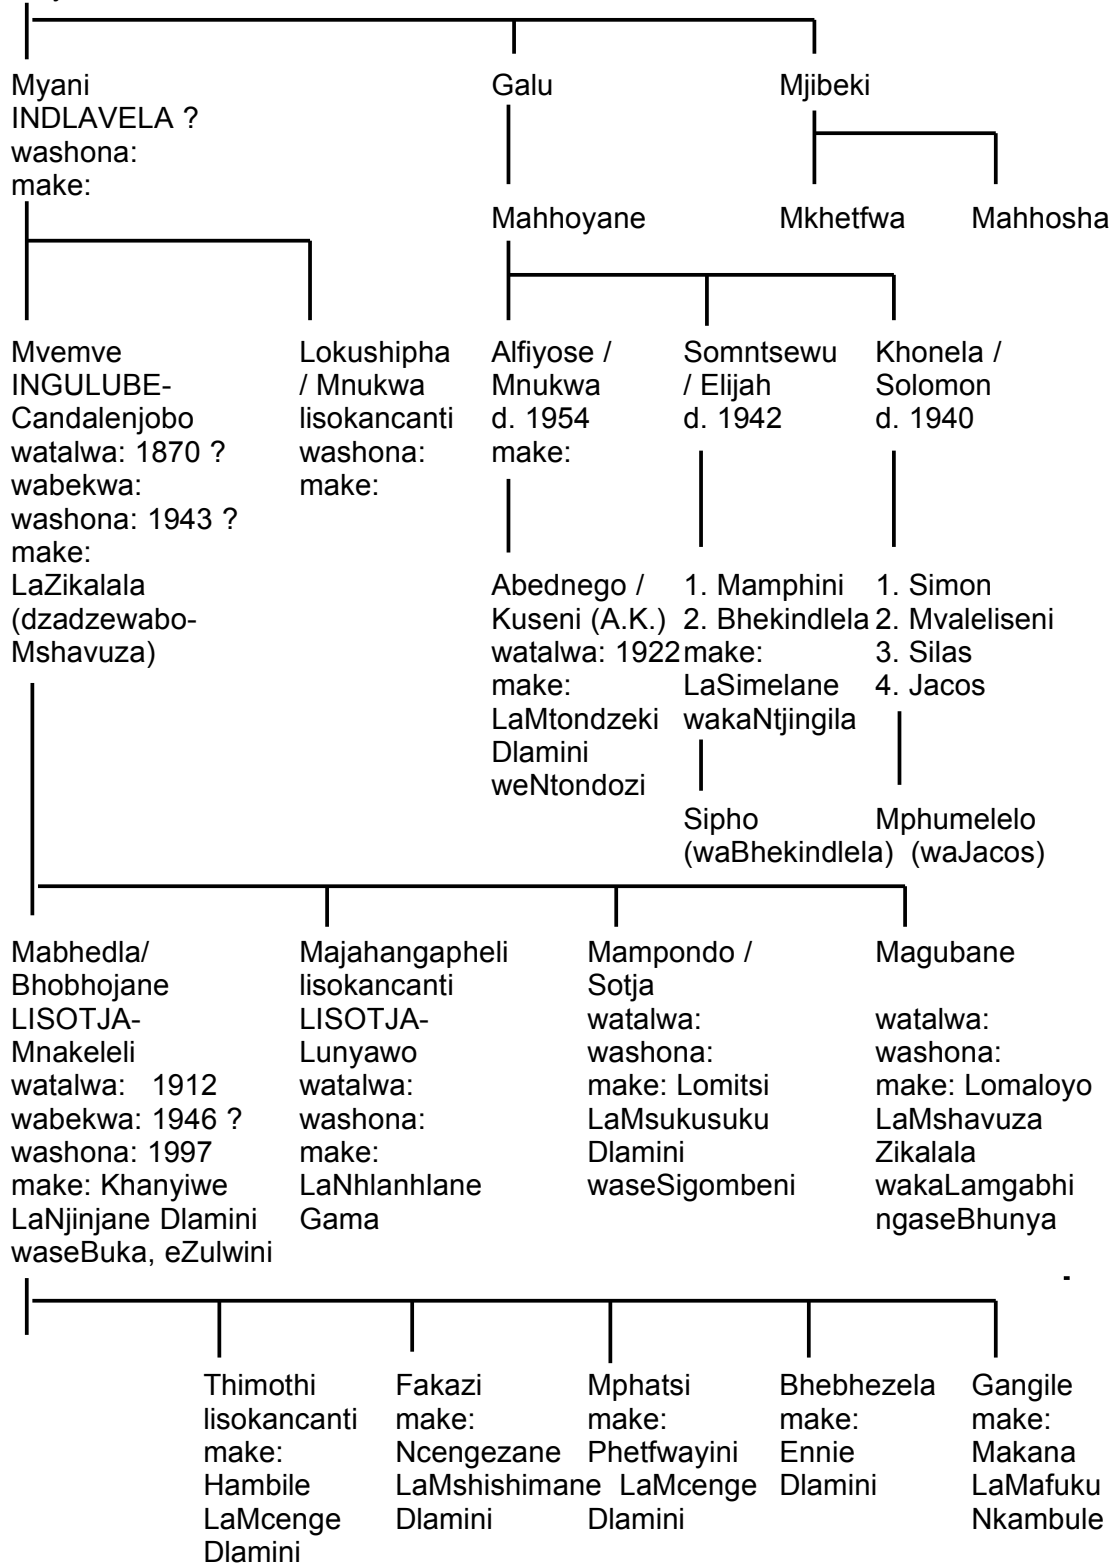 Myani
INDLAVELA ?
washona:
make:
Galu
Mjibeki
Mahhoyane
Mkhetfwa
Mahhosha
Mvemve
INGULUBE-
Candalenjobo
watalwa: 1870 ?
wabekwa:
washona: 1943 ?
make:
LaZikalala
(dzadzewabo-
Mshavuza)
Lokushipha
/ Mnukwa
lisokancanti
washona:
make:
Alfiyose /
Mnukwa
d. 1954
make:
Somntsewu
/ Elijah
d. 1942
Khonela /
Solomon
d. 1940
Abednego /
Kuseni (A.K.)
watalwa: 1922
make:
LaMtondzeki
Dlamini
weNtondozi
1. Mamphini
2. Bhekindlela
make:
LaSimelane
wakaNtjingila
1. Simon
2. Mvaleliseni
3. Silas
4. Jacos
Sipho
(waBhekindlela)
Mphumelelo
(waJacos)
Mabhedla/
Bhobhojane
LISOTJA-
Mnakeleli
watalwa: 1912
wabekwa: 1946 ?
washona: 1997
make: Khanyiwe
LaNjinjane Dlamini
waseBuka, eZulwini
Majahangapheli
lisokancanti
LISOTJA-
Lunyawo
watalwa:
washona:
make:
LaNhlanhlane
Gama
Mampondo /
Sotja
watalwa:
washona:
make: Lomitsi
LaMsukusuku
Dlamini
waseSigombeni
Magubane
watalwa:
washona:
make: Lomaloyo
LaMshavuza
Zikalala
wakaLamgabhi
ngaseBhunya
Thimothi
lisokancanti
make:
Hambile
LaMcenge
Dlamini
Fakazi
make:
Ncengezane
LaMshishimane
Dlamini
Mphatsi
make:
Phetfwayini
LaMcenge
Dlamini
Bhebhezela
make:
Ennie
Dlamini
Gangile
make:
Makana
LaMafuku
Nkambule